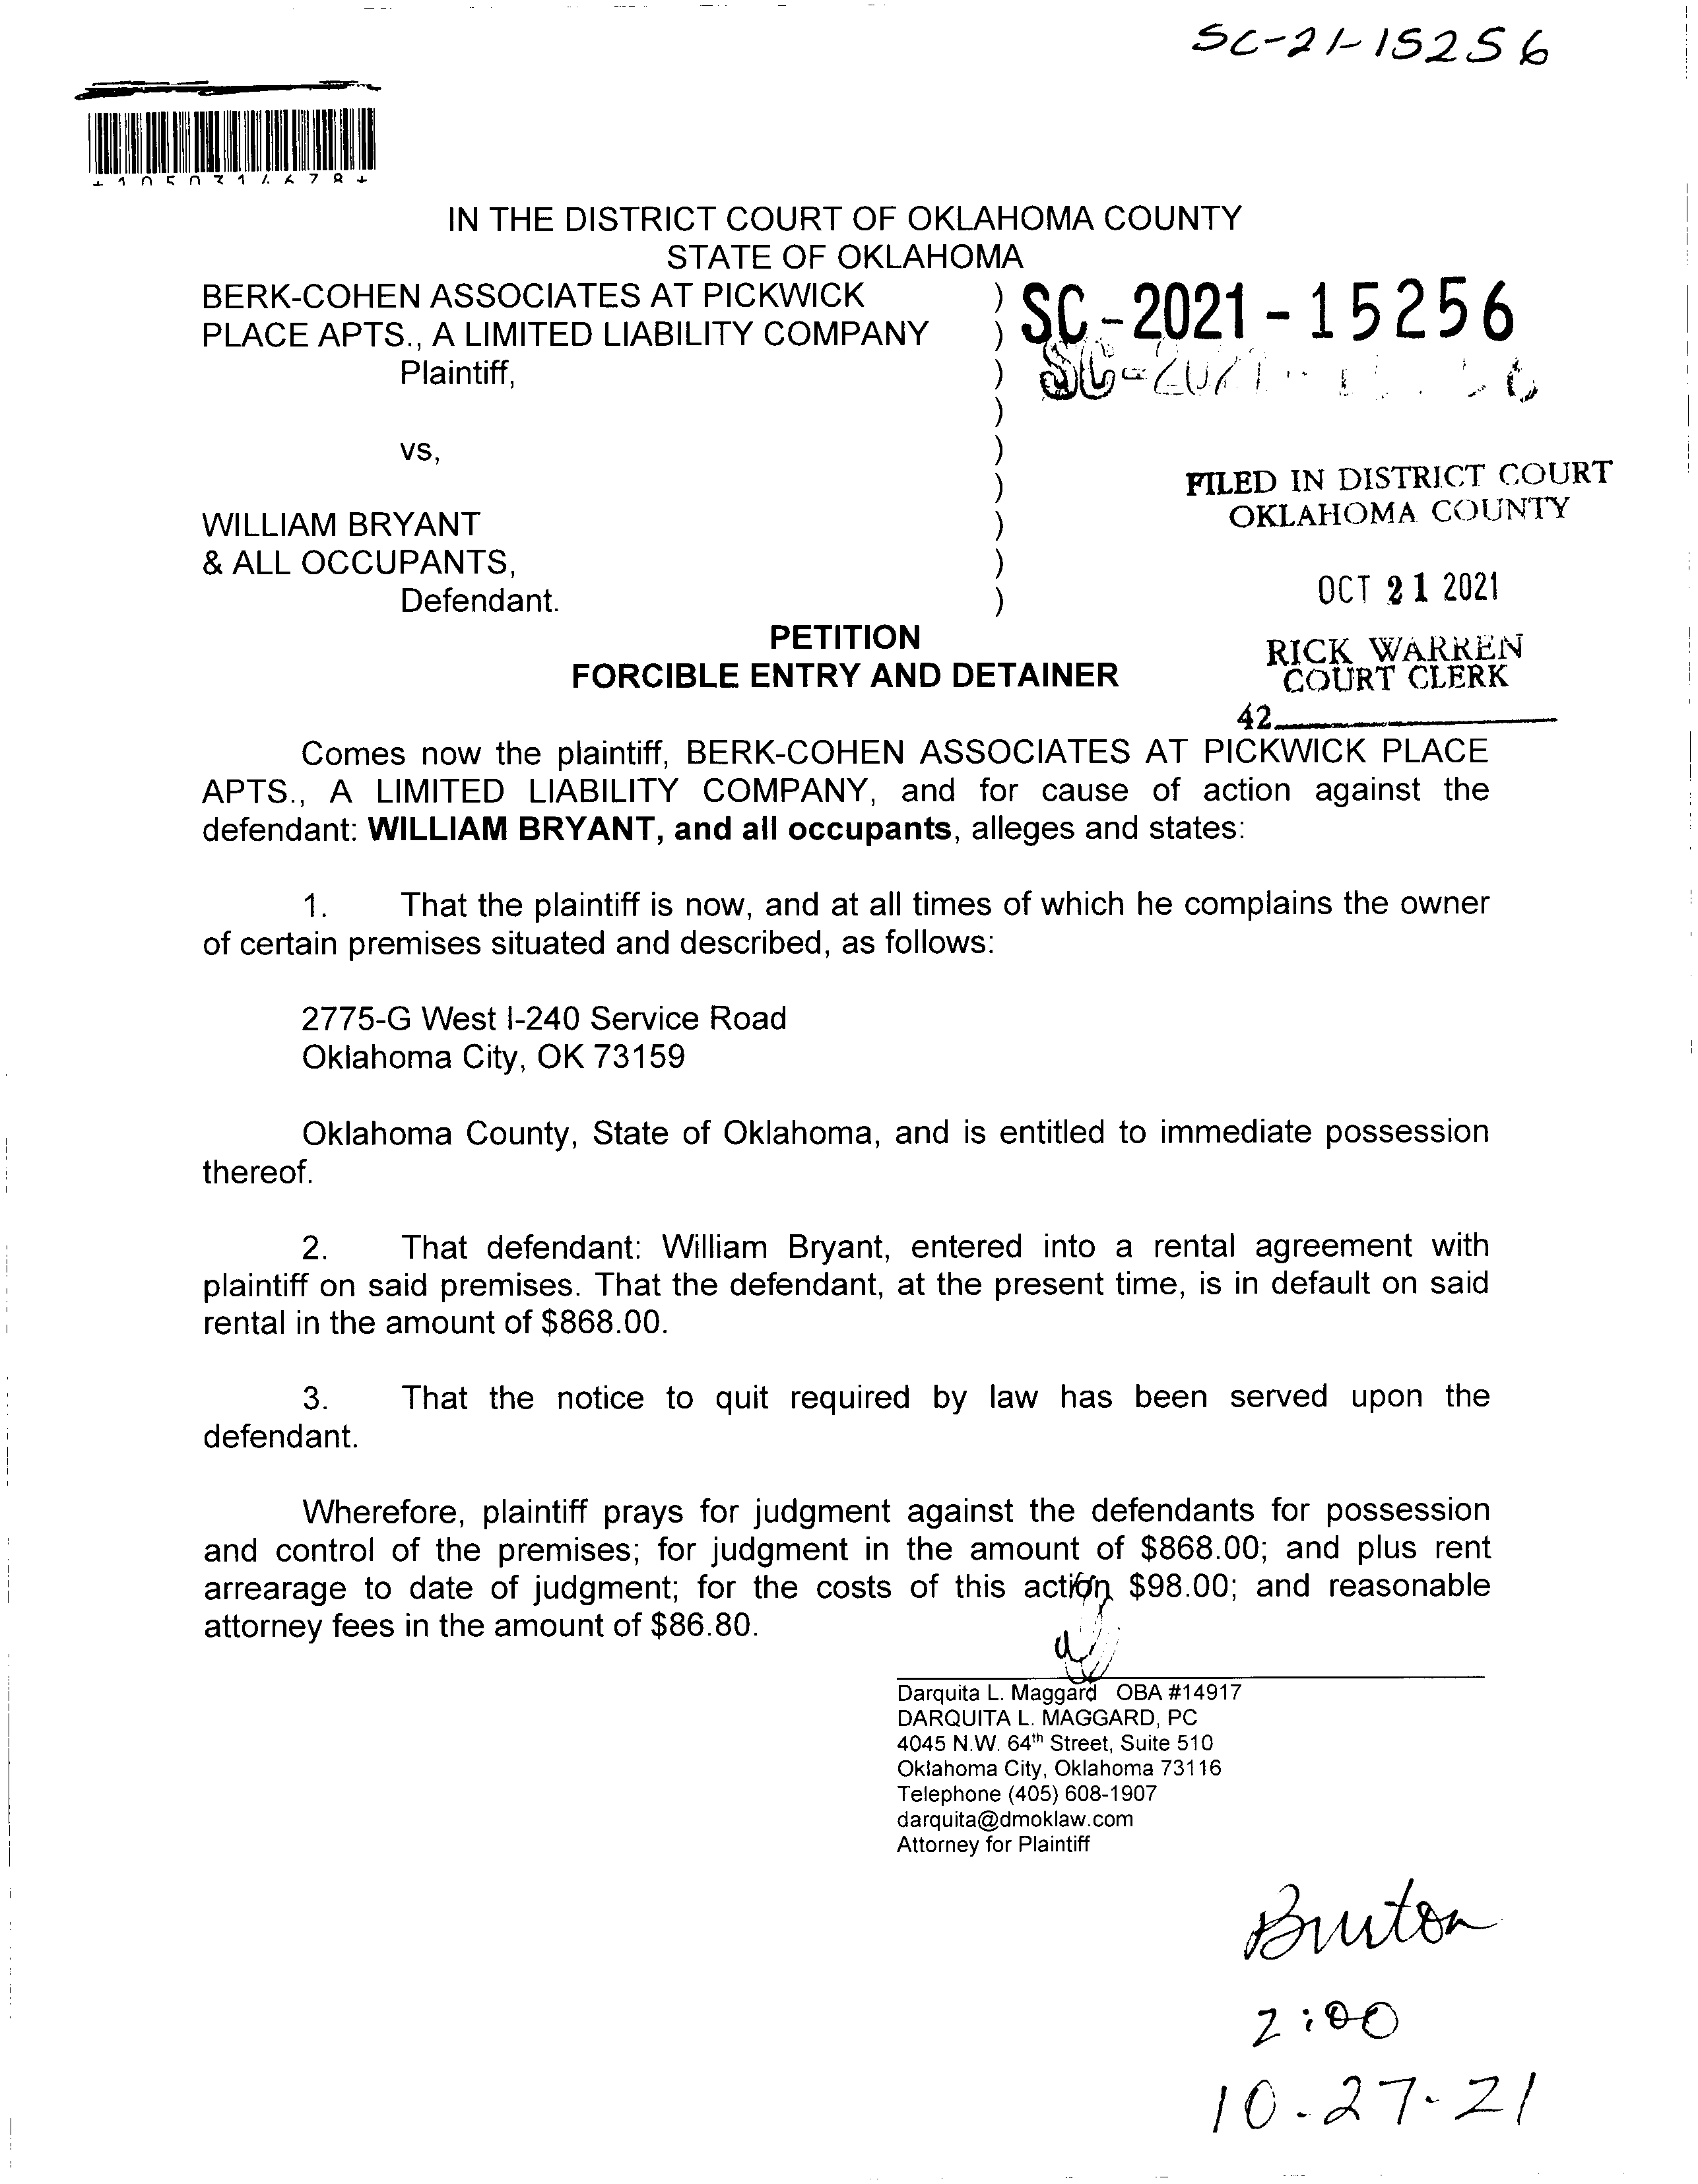 SC-21-15256
IN THE DISTRICT COURT OF OKLAHOMA COUNTY
STATE OF OKLAHOMA
BERK-COHEN ASSOCIATES AT PICKWICK ) SC-2021-15256
PLACE APTS., A LIMITED LIABILITY COMPANY )
Plaintiff, )
)
vs, )
)
WILLIAM BRYANT )
& ALL OCCUPANTS, )
Defendant. )
FILED IN DISTRICT COURT
OKLAHOMA COUNTY
OCT 21 2021
RICK WARREN
COURT CLERK
42
PETITION
FORCIBLE ENTRY AND DETAINER
Comes now the plaintiff, BERK-COHEN ASSOCIATES AT PICKWICK PLACE
APTS., A LIMITED LIABILITY COMPANY, and for cause of action against the
defendant: WILLIAM BRYANT, and all occupants, alleges and states:
1. That the plaintiff is now, and at all times of which he complains the owner
of certain premises situated and described, as follows:
2775-G West I-240 Service Road
Oklahoma City, OK 73159
Oklahoma County, State of Oklahoma, and is entitled to immediate possession
thereof.
2. That defendant: William Bryant, entered into a rental agreement with
plaintiff on said premises. That the defendant, at the present time, is in default on said
rental in the amount of $868.00.
3. That the notice to quit required by law has been served upon the
defendant.
Wherefore, plaintiff prays for judgment against the defendants for possession
and control of the premises; for judgment in the amount of $868.00; and plus rent
arrearage to date of judgment; for the costs of this action $98.00; and reasonable
attorney fees in the amount of $86.80.
Darquita L. Maggard OBA #14917
DARQUITA L. MAGGARD, PC
4045 N.W. 64th Street, Suite 510
Oklahoma City, Oklahoma 73116
Telephone (405) 608-1907
darquita@dmoklaw.com
Attorney for Plaintiff
Burton
2:00
10-27-21